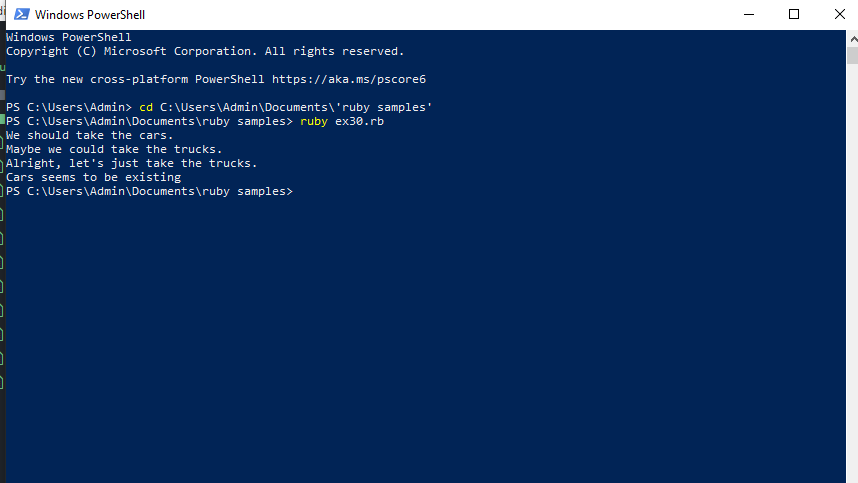 Windows PowerShell
Windows PowerShell
Copyright (C) Microsoft Corporation. All rights reserved.
Try the new cross-platform PowerShell https://aka.ms/pscore6
PS C:\Users\Admin> cd C:\Users\Admin\Documents\'ruby samples'
PS C:\Users\Admin\Documents\ruby samples> ruby ex30.rb
We should take the cars.
Maybe we could take the trucks.
Alright, let's just take the trucks.
Cars seems to be existing
PS C:\Users\Admin\Documents\ruby samples>